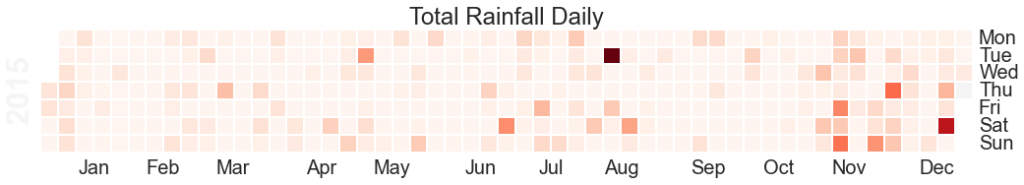 Total Rainfall Daily
2015
Mon
Tue
Wed
Thu
Fri
Sat
Sun
Jan Feb Mar Apr May Jun Jul Aug Sep Oct Nov Dec